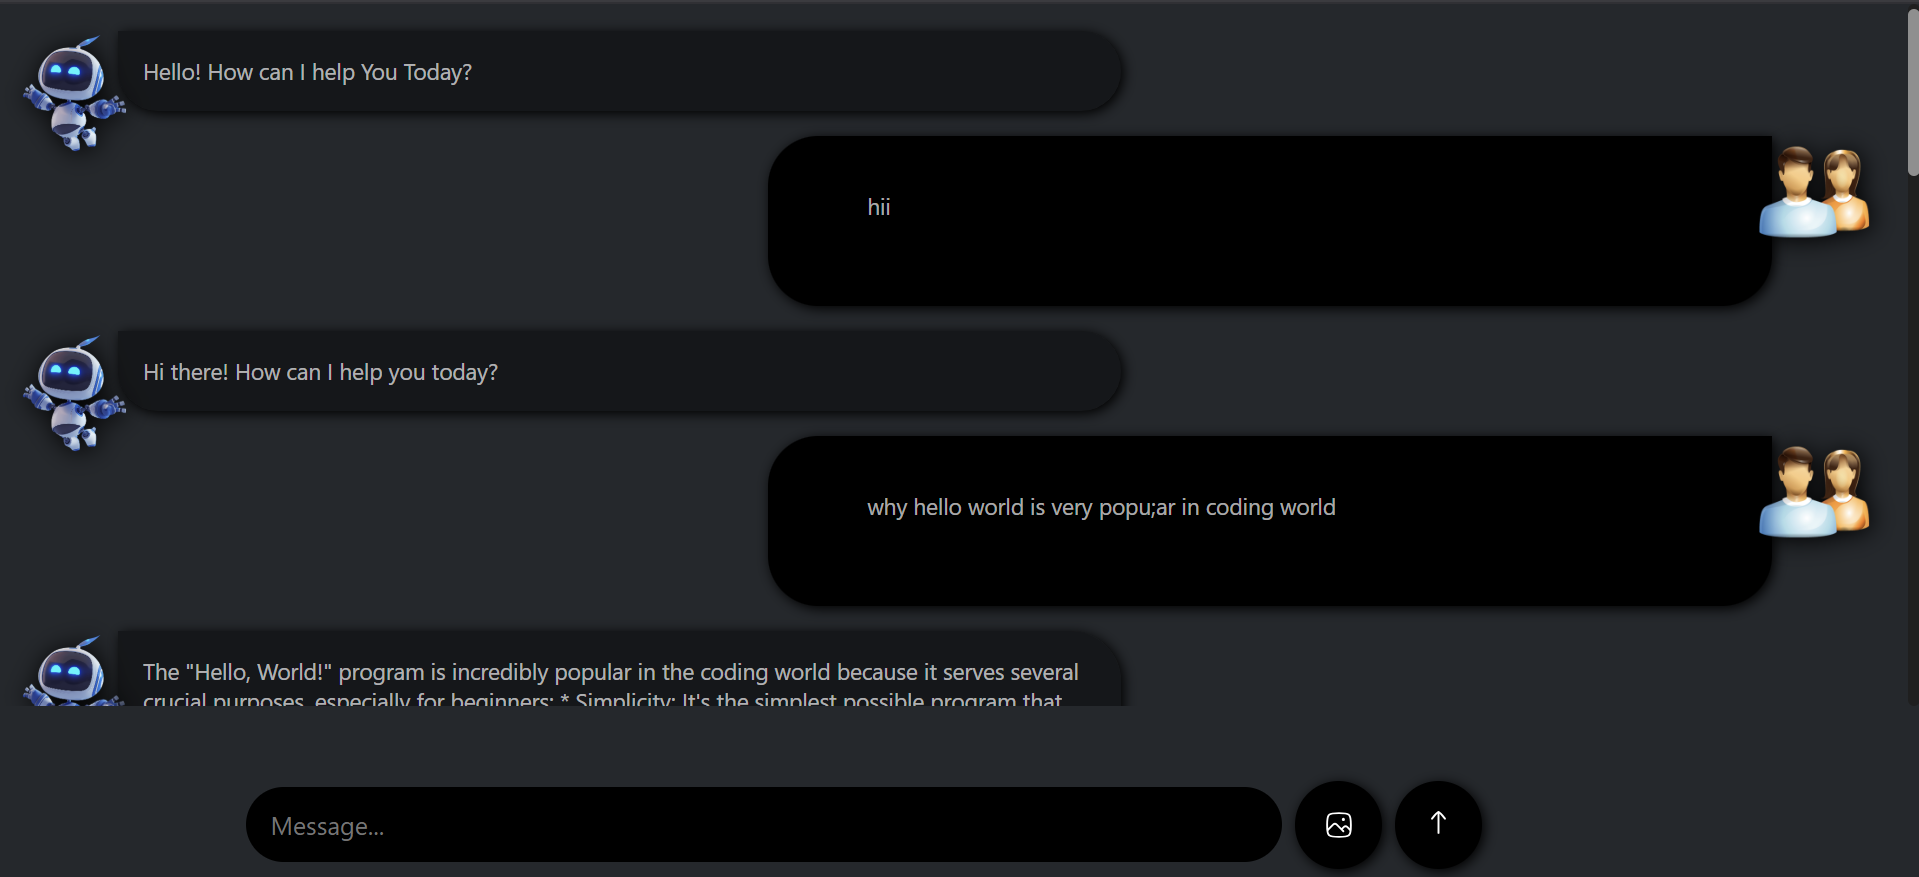 Hello! How can I help You Today?
hii
Hi there! How can I help you today?
why hello world is very popu;ar in coding world
The "Hello, World!" program is incredibly popular in the coding world because it serves several
crucial purposes, especially for beginners: * Simplicity: It's the simplest possible program that
Message...